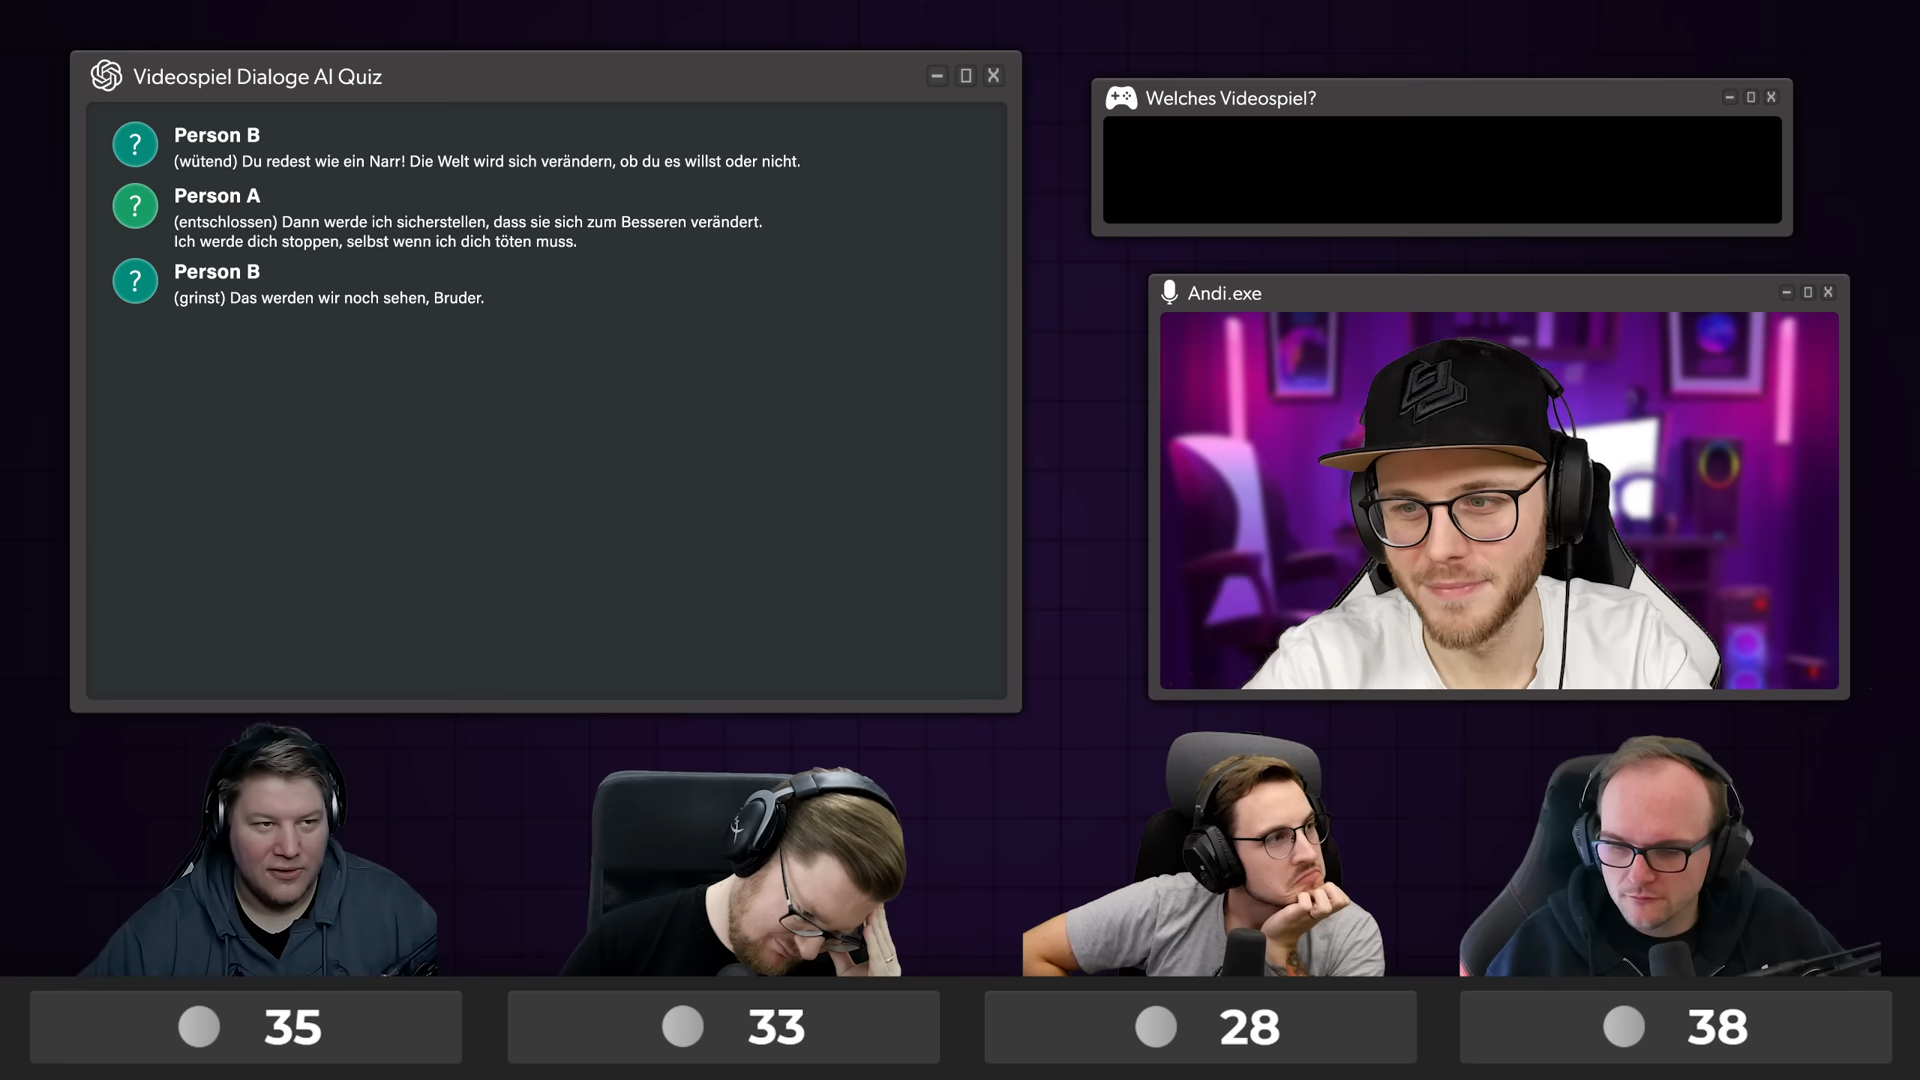 Videospiel Dialoge AI Quiz
Person B
(wütend) Du redest wie ein Narr! Die Welt wird sich verändern, ob du es willst oder nicht.
Person A
(entschlossen) Dann werde ich sicherstellen, dass sie sich zum Besseren verändert.
Ich werde dich stoppen, selbst wenn ich dich töten muss.
Person B
(grinst) Das werden wir noch sehen, Bruder.
Welches Videospiel?
Andi.exe
35
33
28
38